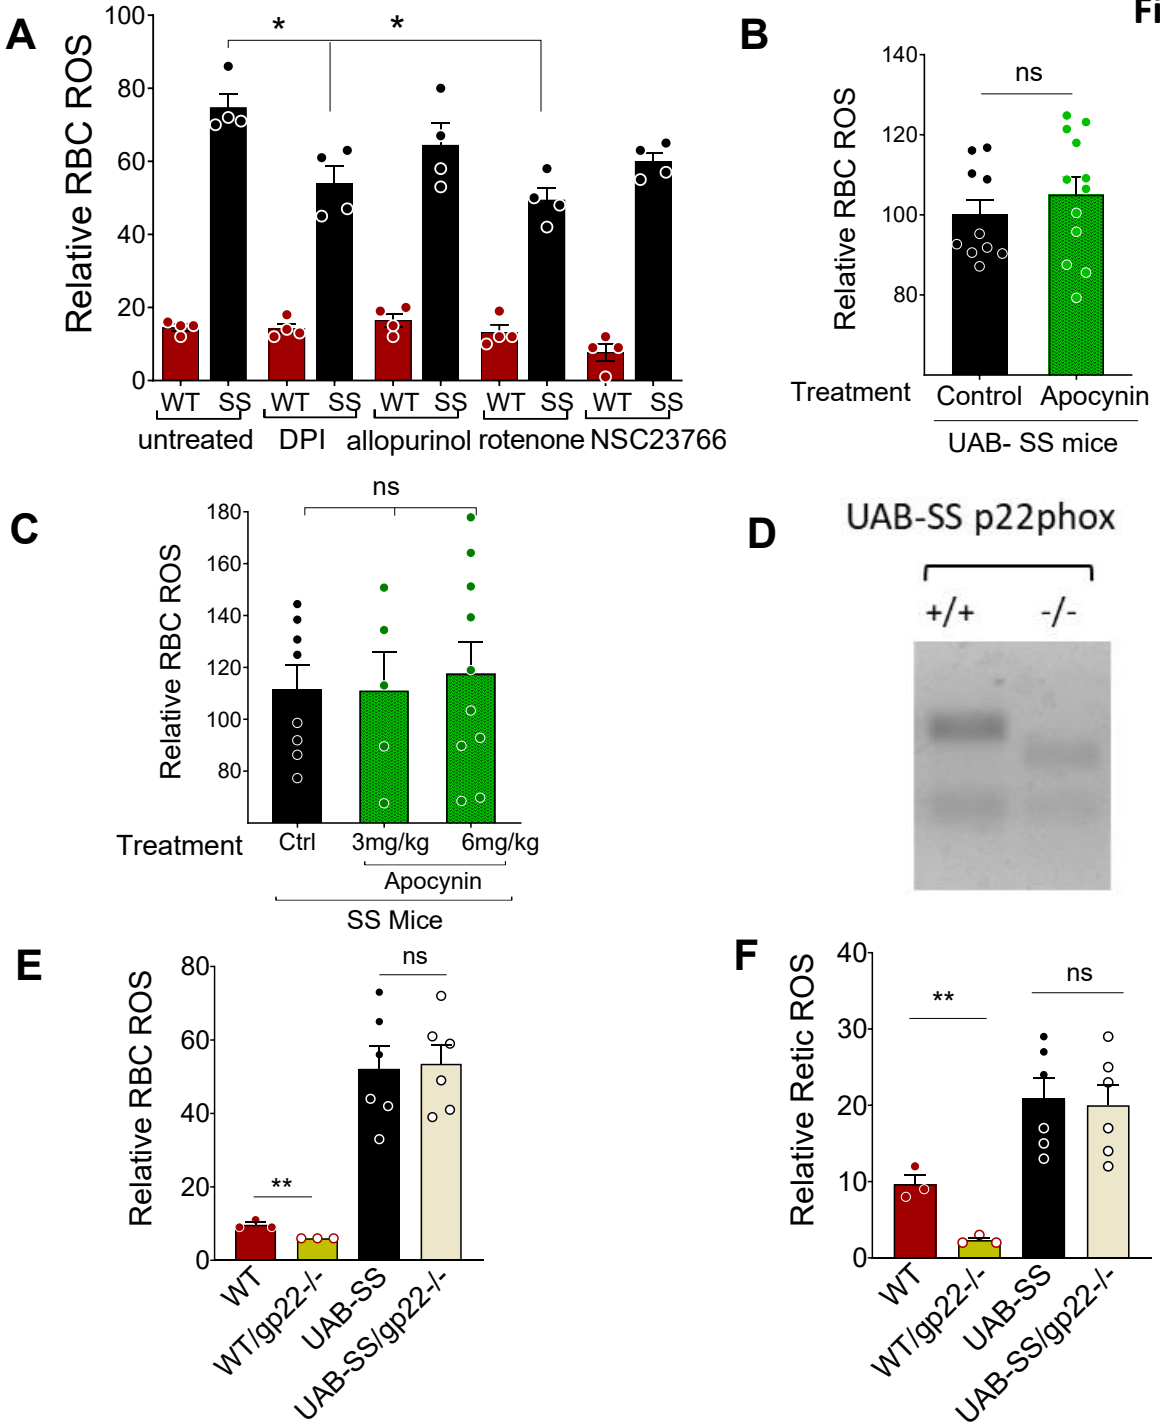 Fi
A
Relative RBC ROS
100
80
60
40
20
0
* *
WT SS WT SS WT SS WT SS WT SS
untreated DPI allopurinol rotenone NSC23766
B
Relative RBC ROS
140
120
100
80
ns
Treatment Control Apocynin
UAB- SS mice
C
Relative RBC ROS
180
160
140
120
100
80
ns
Treatment Ctrl 3mg/kg 6mg/kg
Apocynin
SS Mice
D
UAB-SS p22phox
+/+ -/-
E
Relative RBC ROS
80
60
40
20
0
** ns
WT WT/gp22-/- UAB-SS UAB-SS/gp22-/-
F
Relative Retic ROS
40
30
20
10
0
** ns
WT WT/gp22-/- UAB-SS UAB-SS/gp22-/-